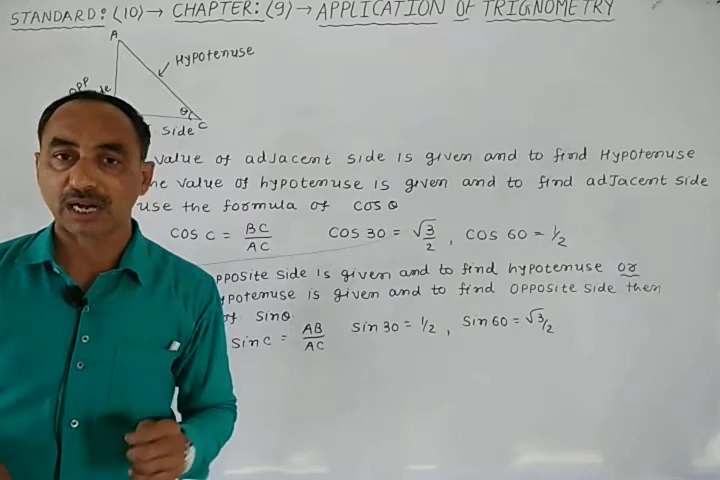 STANDARD: (10) → CHAPTER: (9) → APPLICATION OF TRIGNOMETRY
A
Hypotenuse
θ
C
Side
value of adjacent side is given and to find Hypotenuse
value of hypotenuse is given and to find adJacent side
use the formula of cos θ
COS C = BC/AC COS 30 = √3/2 , COS 60 = 1/2
opposite side is given and to find hypotenuse or
hypotenuse is given and to find opposite side then
of sinθ
Sin C = AB/AC Sin 30 = 1/2 , Sin 60 = √3/2